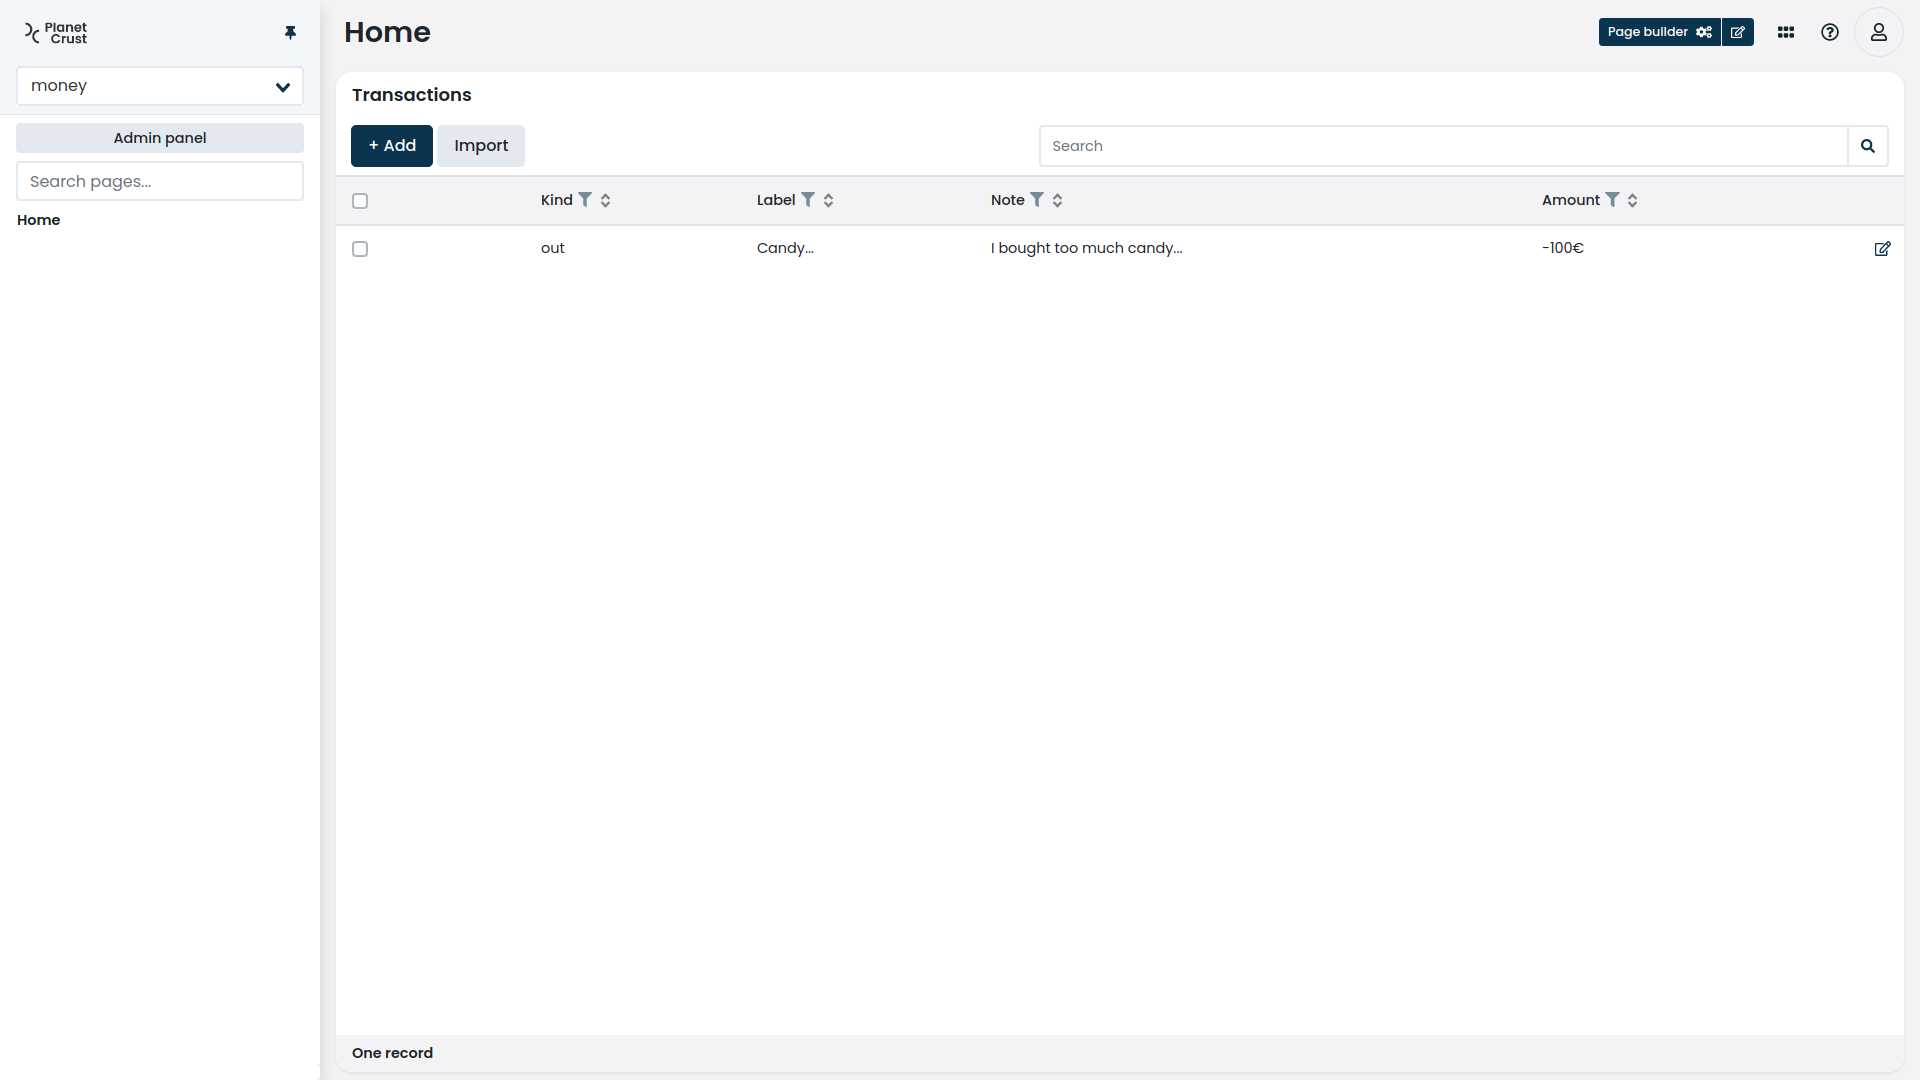 Planet
Crust
money
Admin panel
Search pages...
Home
Home
Page builder
Transactions
+ Add
Import
Search
Kind
Label
Note
Amount
out
Candy...
I bought too much candy...
-100€
One record